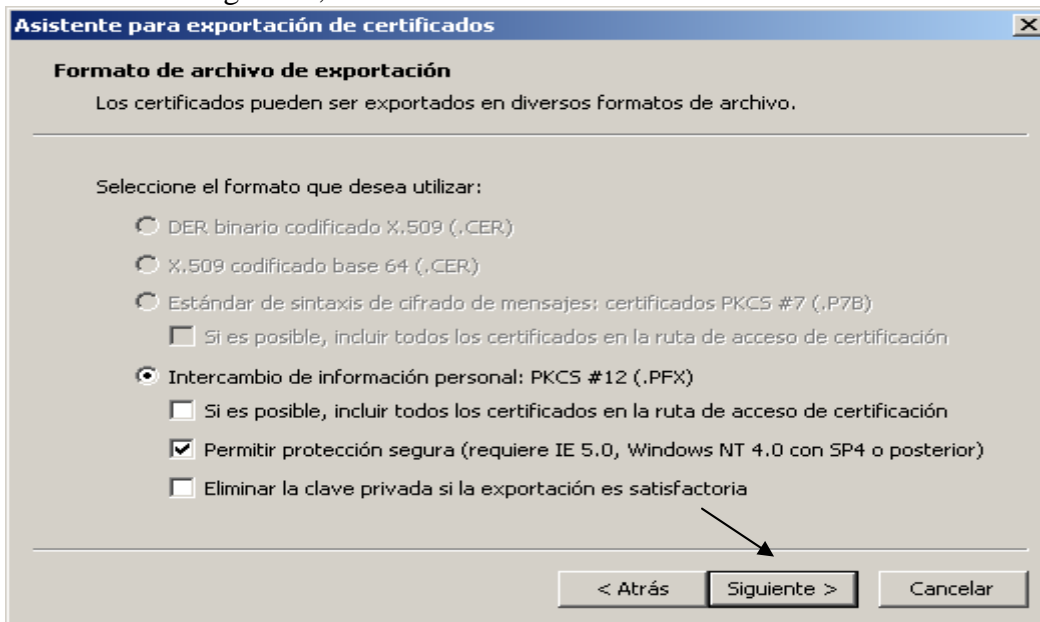 Asistente para exportación de certificados
Formato de archivo de exportación
Los certificados pueden ser exportados en diversos formatos de archivo.
Seleccione el formato que desea utilizar:
DER binario codificado X.509 (.CER)
X.509 codificado base 64 (.CER)
Estándar de sintaxis de cifrado de mensajes: certificados PKCS #7 (.P7B)
Si es posible, incluir todos los certificados en la ruta de acceso de certificación
Intercambio de información personal: PKCS #12 (.PFX)
Si es posible, incluir todos los certificados en la ruta de acceso de certificación
Permitir protección segura (requiere IE 5.0, Windows NT 4.0 con SP4 o posterior)
Eliminar la clave privada si la exportación es satisfactoria
< Atrás Siguiente > Cancelar